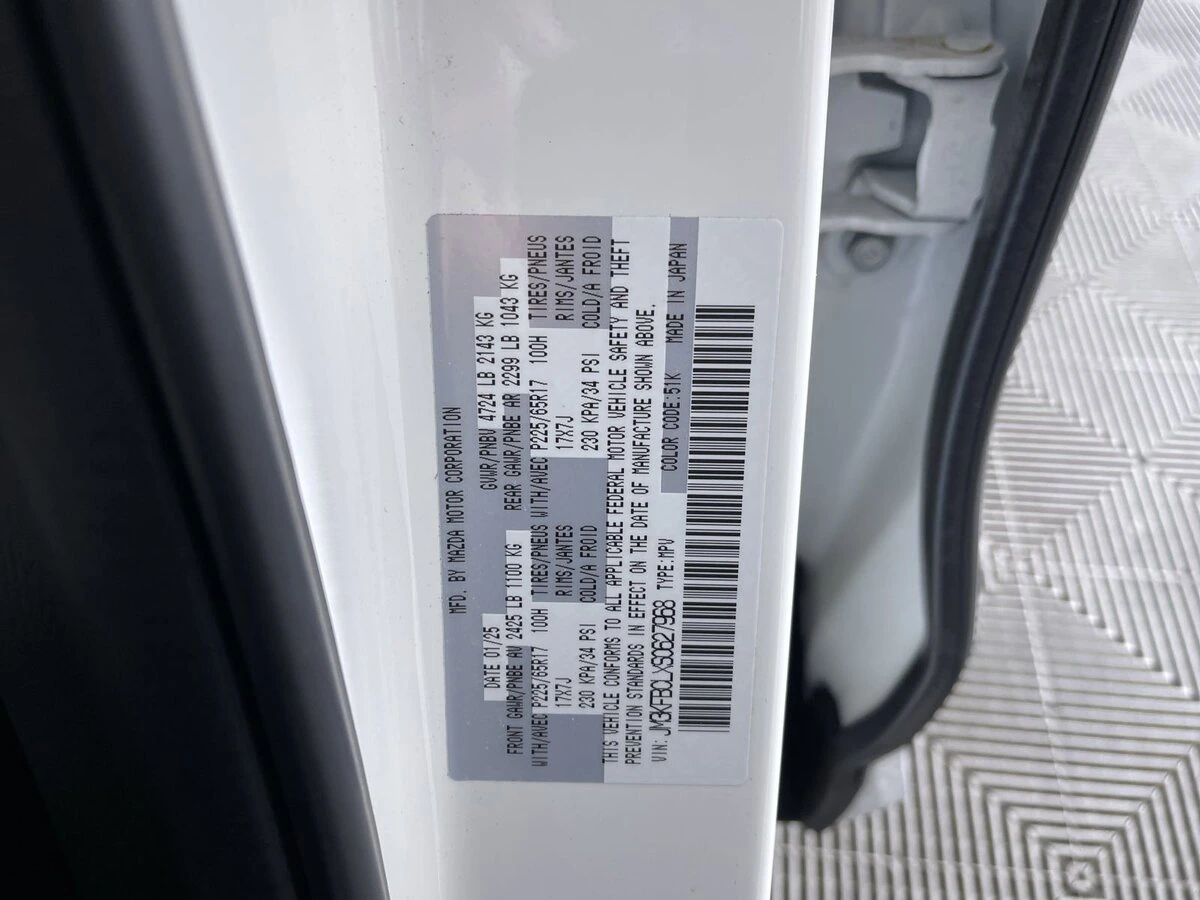 MFD. BY MAZDA MOTOR CORPORATION
DATE 01/25 GVWR/PNBV 4724 LB 2143 KG
FRONT GAWR/PNBE AV 2425 LB 1100 KG REAR GAWR/PNBE AR 2299 LB 1043 KG
WITH/AVEC P225/65R17 100H TIRES/PNEUS WITH/AVEC P225/65R17 100H TIRES/PNEUS
17X7J RIMS/JANTES 17X7J RIMS/JANTES
230 KPA/34 PSI COLD/A FROID 230 KPA/34 PSI COLD/A FROID
THIS VEHICLE CONFORMS TO ALL APPLICABLE FEDERAL MOTOR VEHICLE SAFETY AND THEFT
PREVENTION STANDARDS IN EFFECT ON THE DATE OF MANUFACTURE SHOWN ABOVE.
VIN: JM3KFBCLXS0627968 TYPE:MPV COLOR CODE:51K MADE IN JAPAN